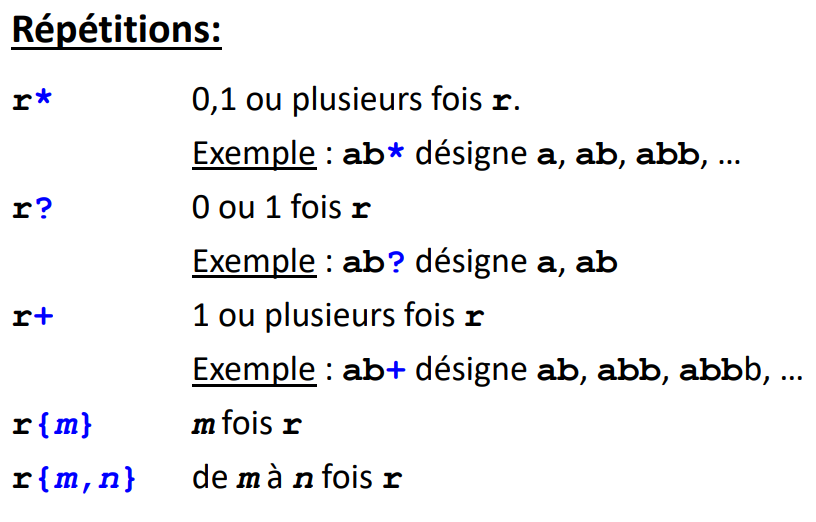 Répétitions:
r* 0,1 ou plusieurs fois r.
Exemple : ab* désigne a, ab, abb, …
r? 0 ou 1 fois r
Exemple : ab? désigne a, ab
r+ 1 ou plusieurs fois r
Exemple : ab+ désigne ab, abb, abbb, …
r{m} m fois r
r{m,n} de m à n fois r